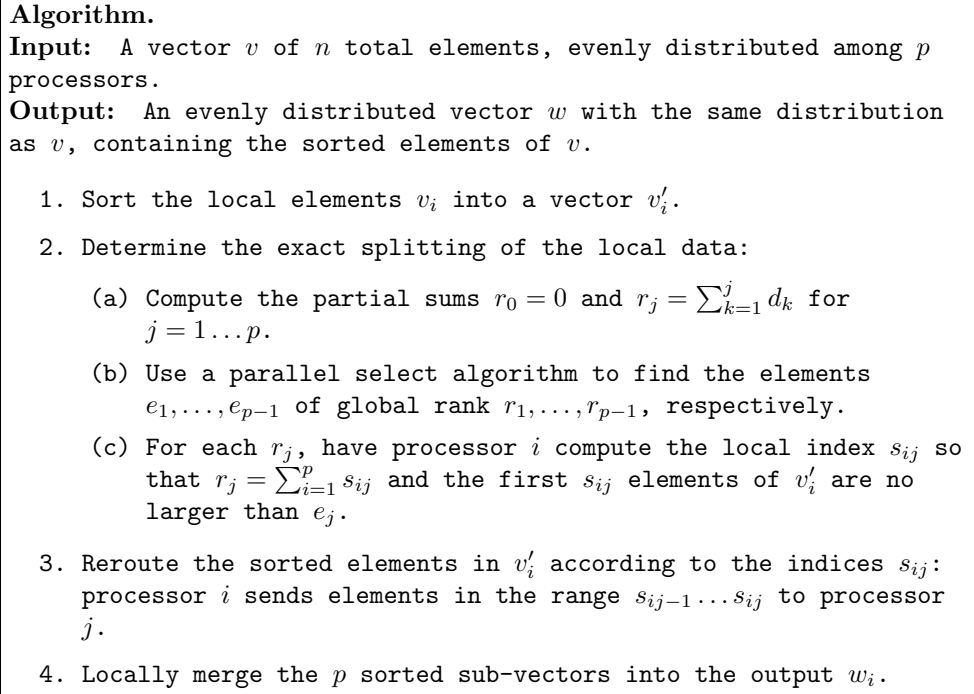 Algorithm.
Input: A vector v of n total elements, evenly distributed among p
processors.
Output: An evenly distributed vector w with the same distribution
as v, containing the sorted elements of v.
1. Sort the local elements v_i into a vector v'_i.
2. Determine the exact splitting of the local data:
(a) Compute the partial sums r_0 = 0 and r_j = ∑_{k=1}^{j} d_k for
j = 1...p.
(b) Use a parallel select algorithm to find the elements
e_1,...,e_{p−1} of global rank r_1,...,r_{p−1}, respectively.
(c) For each r_j, have processor i compute the local index s_{ij} so
that r_j = ∑_{i=1}^{p} s_{ij} and the first s_{ij} elements of v'_i are no
larger than e_j.
3. Reroute the sorted elements in v'_i according to the indices s_{ij}:
processor i sends elements in the range s_{ij−1}...s_{ij} to processor
j.
4. Locally merge the p sorted sub-vectors into the output w_i.